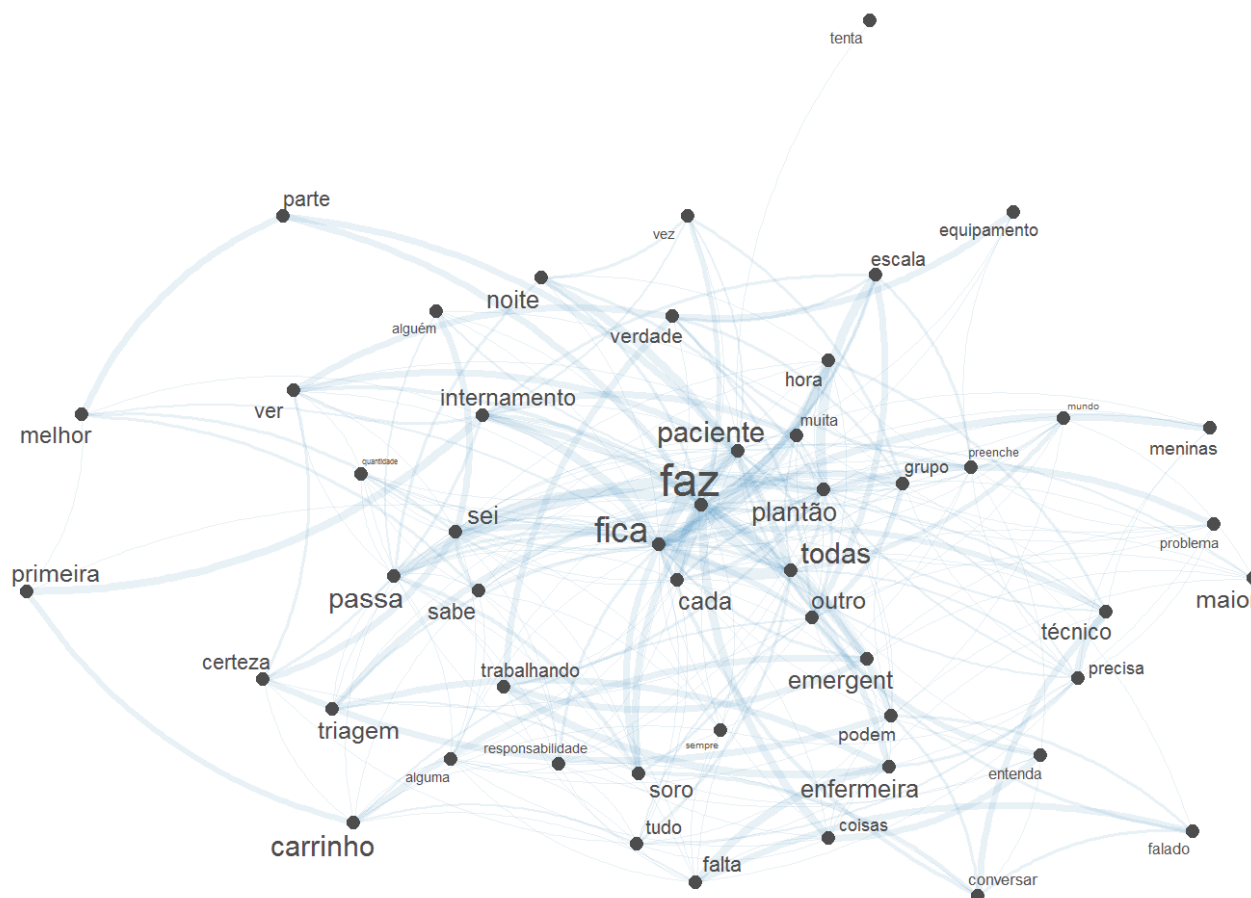 tenta
parte
vez
equipamento
escala
noite
alguém
verdade
hora
internamento
ver
mundo
muita
melhor
paciente
meninas
preenche
quantidade
grupo
faz
sei
plantão
fica
problema
todas
primeira
passa
sabe
cada
outro
maior
técnico
certeza
trabalhando
emergent
precisa
triagem
podem
responsabilidade
sempre
alguma
entenda
soro
enfermeira
tudo
coisas
carrinho
falado
falta
conversar